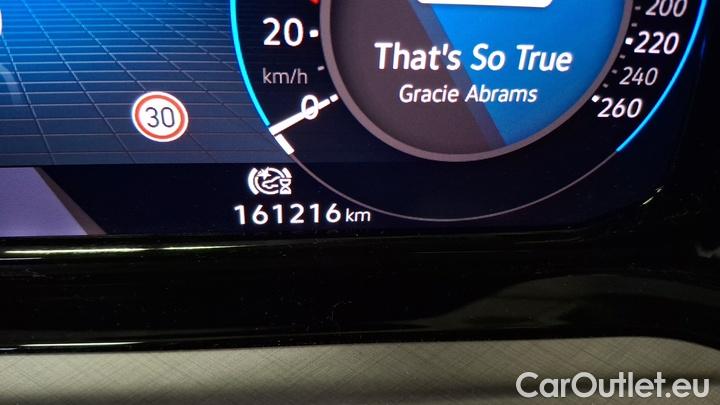 200
20
220
That's So True
km/h
240
Gracie Abrams
0
260
30
161216 km
CarOutlet.eu